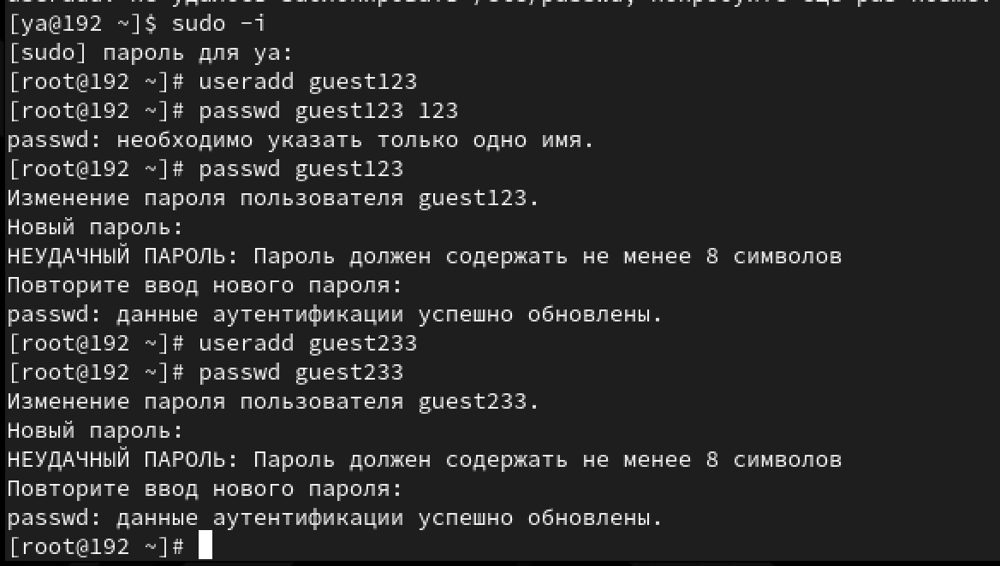 [ya@192 ~]$ sudo -i
[sudo] пароль для ya:
[root@192 ~]# useradd guest123
[root@192 ~]# passwd guest123 123
passwd: необходимо указать только одно имя.
[root@192 ~]# passwd guest123
Изменение пароля пользователя guest123.
Новый пароль:
НЕУДАЧНЫЙ ПАРОЛЬ: Пароль должен содержать не менее 8 символов
Повторите ввод нового пароля:
passwd: данные аутентификации успешно обновлены.
[root@192 ~]# useradd guest233
[root@192 ~]# passwd guest233
Изменение пароля пользователя guest233.
Новый пароль:
НЕУДАЧНЫЙ ПАРОЛЬ: Пароль должен содержать не менее 8 символов
Повторите ввод нового пароля:
passwd: данные аутентификации успешно обновлены.
[root@192 ~]#